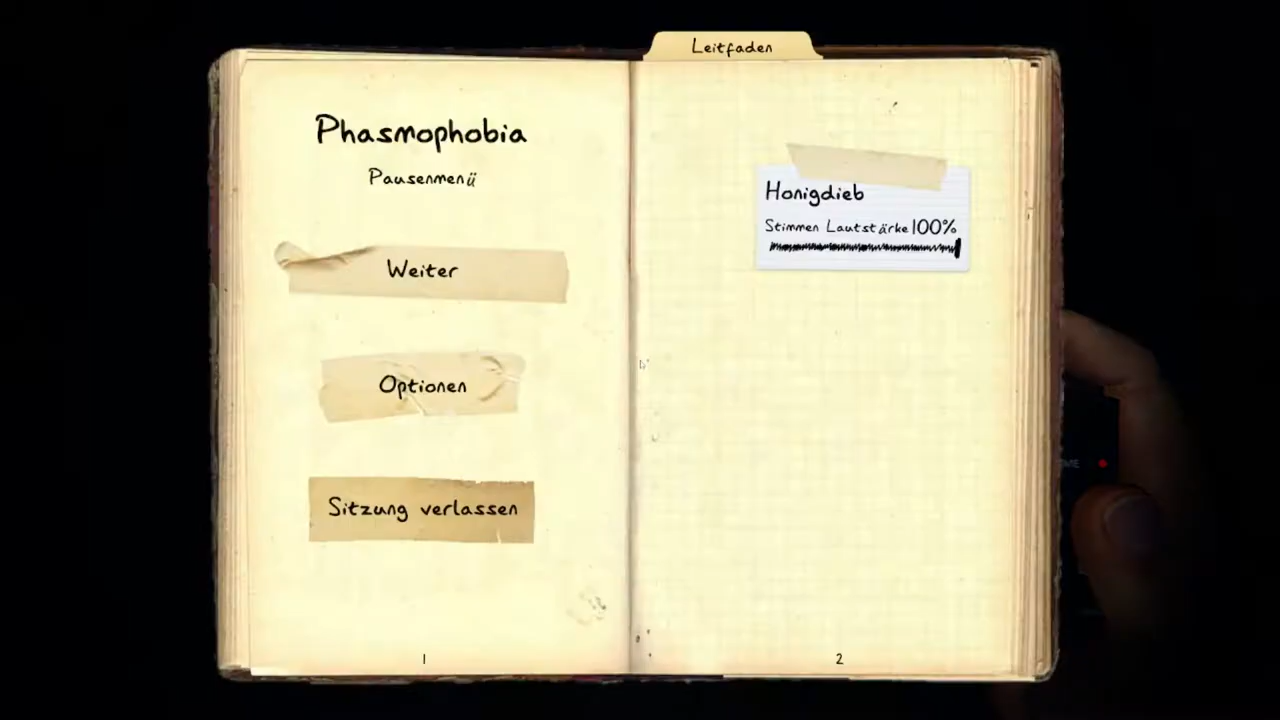 Leitfaden
Phasmophobia
Pausenmenü
Weiter
Optionen
Sitzung verlassen
1
Honigdieb
Stimmen Lautstärke 100%
2